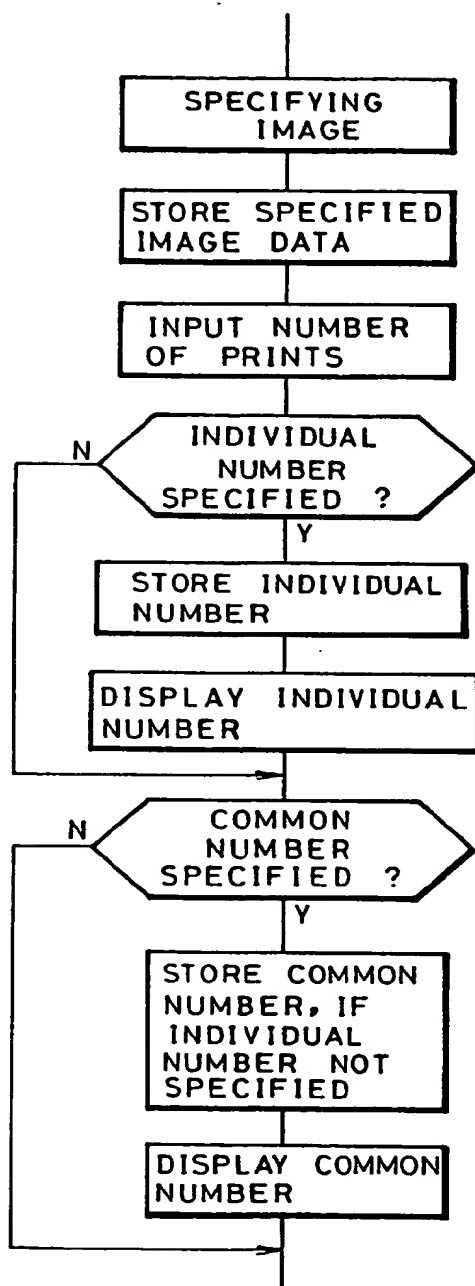 SPECIFYING
IMAGE
STORE SPECIFIED
IMAGE DATA
INPUT NUMBER
OF PRINTS
N
INDIVIDUAL
NUMBER
SPECIFIED ?
Y
STORE INDIVIDUAL
NUMBER
DISPLAY INDIVIDUAL
NUMBER
N
COMMON
NUMBER
SPECIFIED ?
Y
STORE COMMON
NUMBER, IF
INDIVIDUAL
NUMBER NOT
SPECIFIED
DISPLAY COMMON
NUMBER